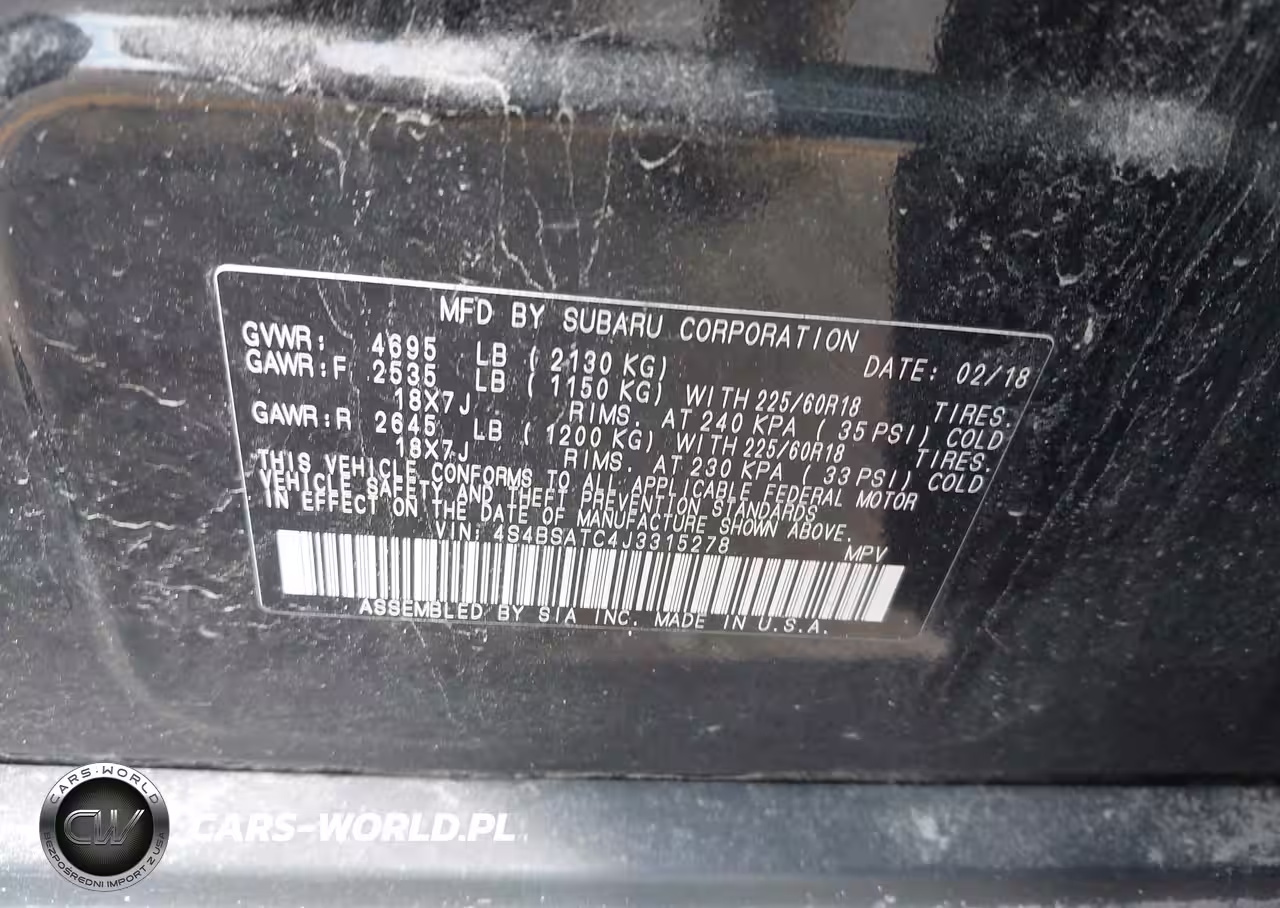 MFD BY SUBARU CORPORATION
GVWR: 4695 LB ( 2130 KG) DATE: 02/18
GAWR:F 2535 LB ( 1150 KG) WITH 225/60R18 TIRES.
18X7J RIMS. AT 240 KPA ( 35 PSI) COLD
GAWR:R 2645 LB ( 1200 KG) WITH 225/60R18 TIRES.
18X7J RIMS. AT 230 KPA ( 33 PSI) COLD
THIS VEHICLE CONFORMS TO ALL APPLICABLE FEDERAL MOTOR
VEHICLE SAFETY AND THEFT PREVENTION STANDARDS
IN EFFECT ON THE DATE OF MANUFACTURE SHOWN ABOVE.
VIN: 4S4BSATC4J3315278 MPV
ASSEMBLED BY SIA INC. MADE IN U.S.A.
CARS-WORLD
CW
BEZPOŚREDNI IMPORT Z USA
CARS-WORLD.PL